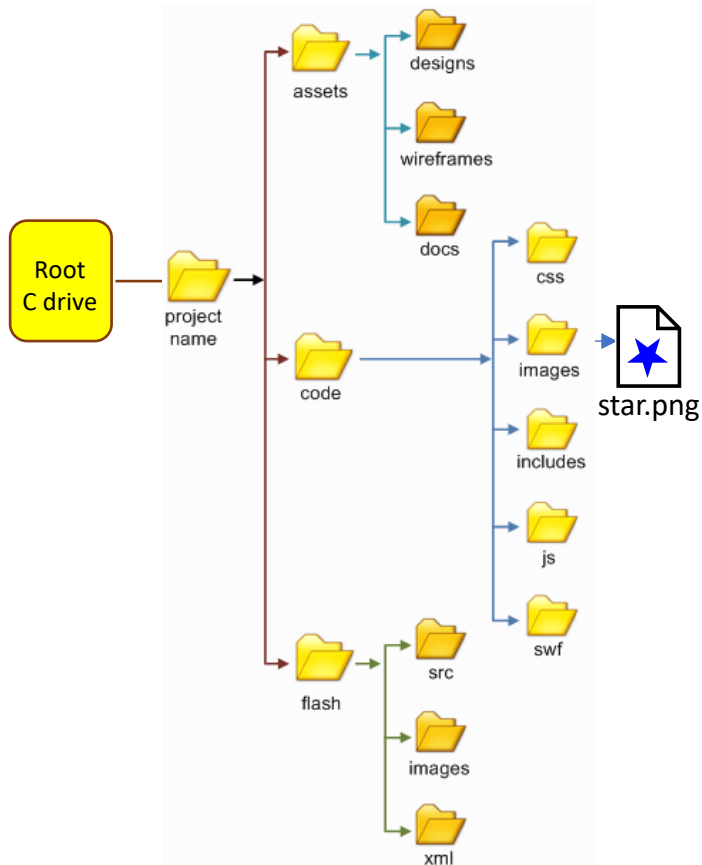 Root
C drive
project
name
assets
designs
wireframes
docs
code
css
images
star.png
includes
js
swf
flash
src
images
xml